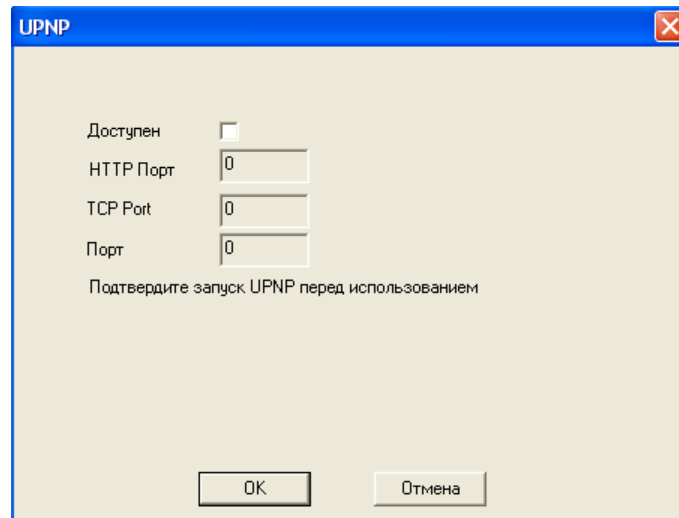 UPNP
Доступен
HTTP Порт 0
TCP Port 0
Порт 0
Подтвердите запуск UPNP перед использованием
OK Отмена